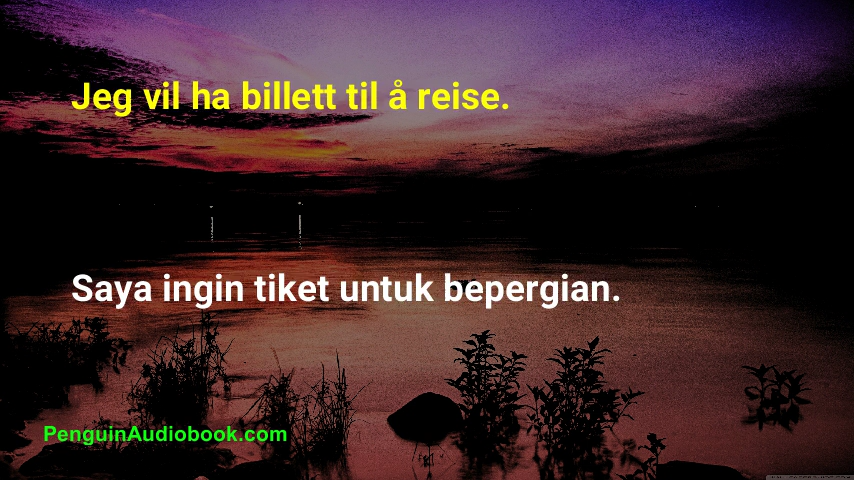 Jeg vil ha billett til å reise.
Saya ingin tiket untuk bepergian.
PenguinAudiobook.com